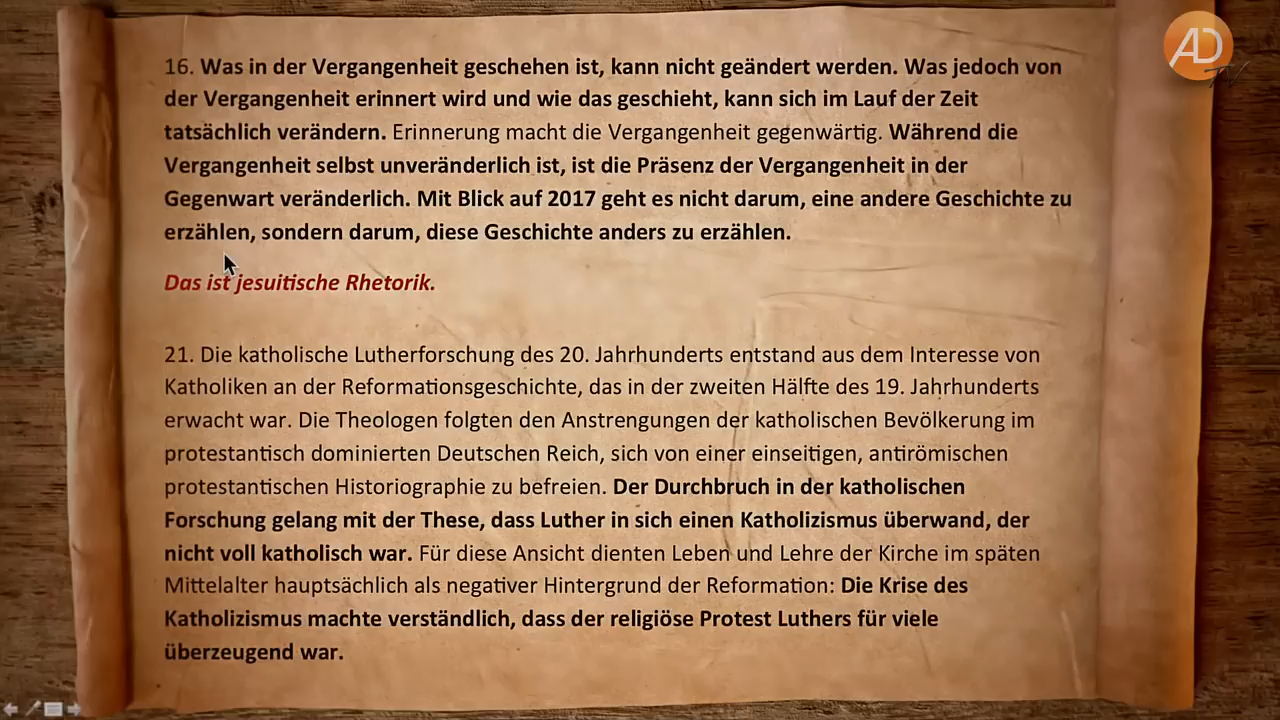 AD
TV
16. Was in der Vergangenheit geschehen ist, kann nicht geändert werden. Was jedoch von
der Vergangenheit erinnert wird und wie das geschieht, kann sich im Lauf der Zeit
tatsächlich verändern. Erinnerung macht die Vergangenheit gegenwärtig. Während die
Vergangenheit selbst unveränderlich ist, ist die Präsenz der Vergangenheit in der
Gegenwart veränderlich. Mit Blick auf 2017 geht es nicht darum, eine andere Geschichte zu
erzählen, sondern darum, diese Geschichte anders zu erzählen.
Das ist jesuitische Rhetorik.
21. Die katholische Lutherforschung des 20. Jahrhunderts entstand aus dem Interesse von
Katholiken an der Reformationsgeschichte, das in der zweiten Hälfte des 19. Jahrhunderts
erwacht war. Die Theologen folgten den Anstrengungen der katholischen Bevölkerung im
protestantisch dominierten Deutschen Reich, sich von einer einseitigen, antirömischen
protestantischen Historiographie zu befreien. Der Durchbruch in der katholischen
Forschung gelang mit der These, dass Luther in sich einen Katholizismus überwand, der
nicht voll katholisch war. Für diese Ansicht dienten Leben und Lehre der Kirche im späten
Mittelalter hauptsächlich als negativer Hintergrund der Reformation: Die Krise des
Katholizismus machte verständlich, dass der religiöse Protest Luthers für viele
überzeugend war.